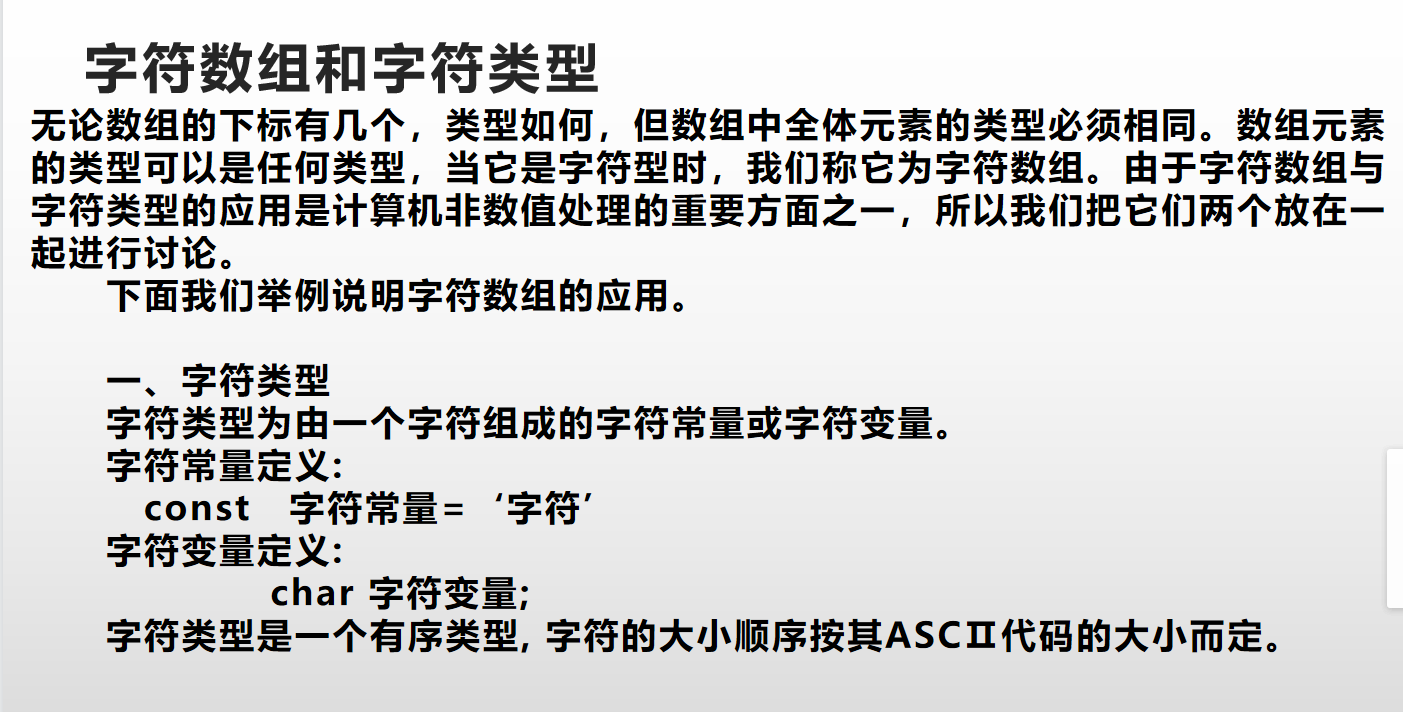 字符数组和字符类型
无论数组的下标有几个，类型如何，但数组中全体元素的类型必须相同。数组元素
的类型可以是任何类型，当它是字符型时，我们称它为字符数组。由于字符数组与
字符类型的应用是计算机非数值处理的重要方面之一，所以我们把它们两个放在一
起进行讨论。
下面我们举例说明字符数组的应用。
一、字符类型
字符类型为由一个字符组成的字符常量或字符变量。
字符常量定义:
const 字符常量= ‘字符’
字符变量定义:
char 字符变量;
字符类型是一个有序类型, 字符的大小顺序按其ASCⅡ代码的大小而定。